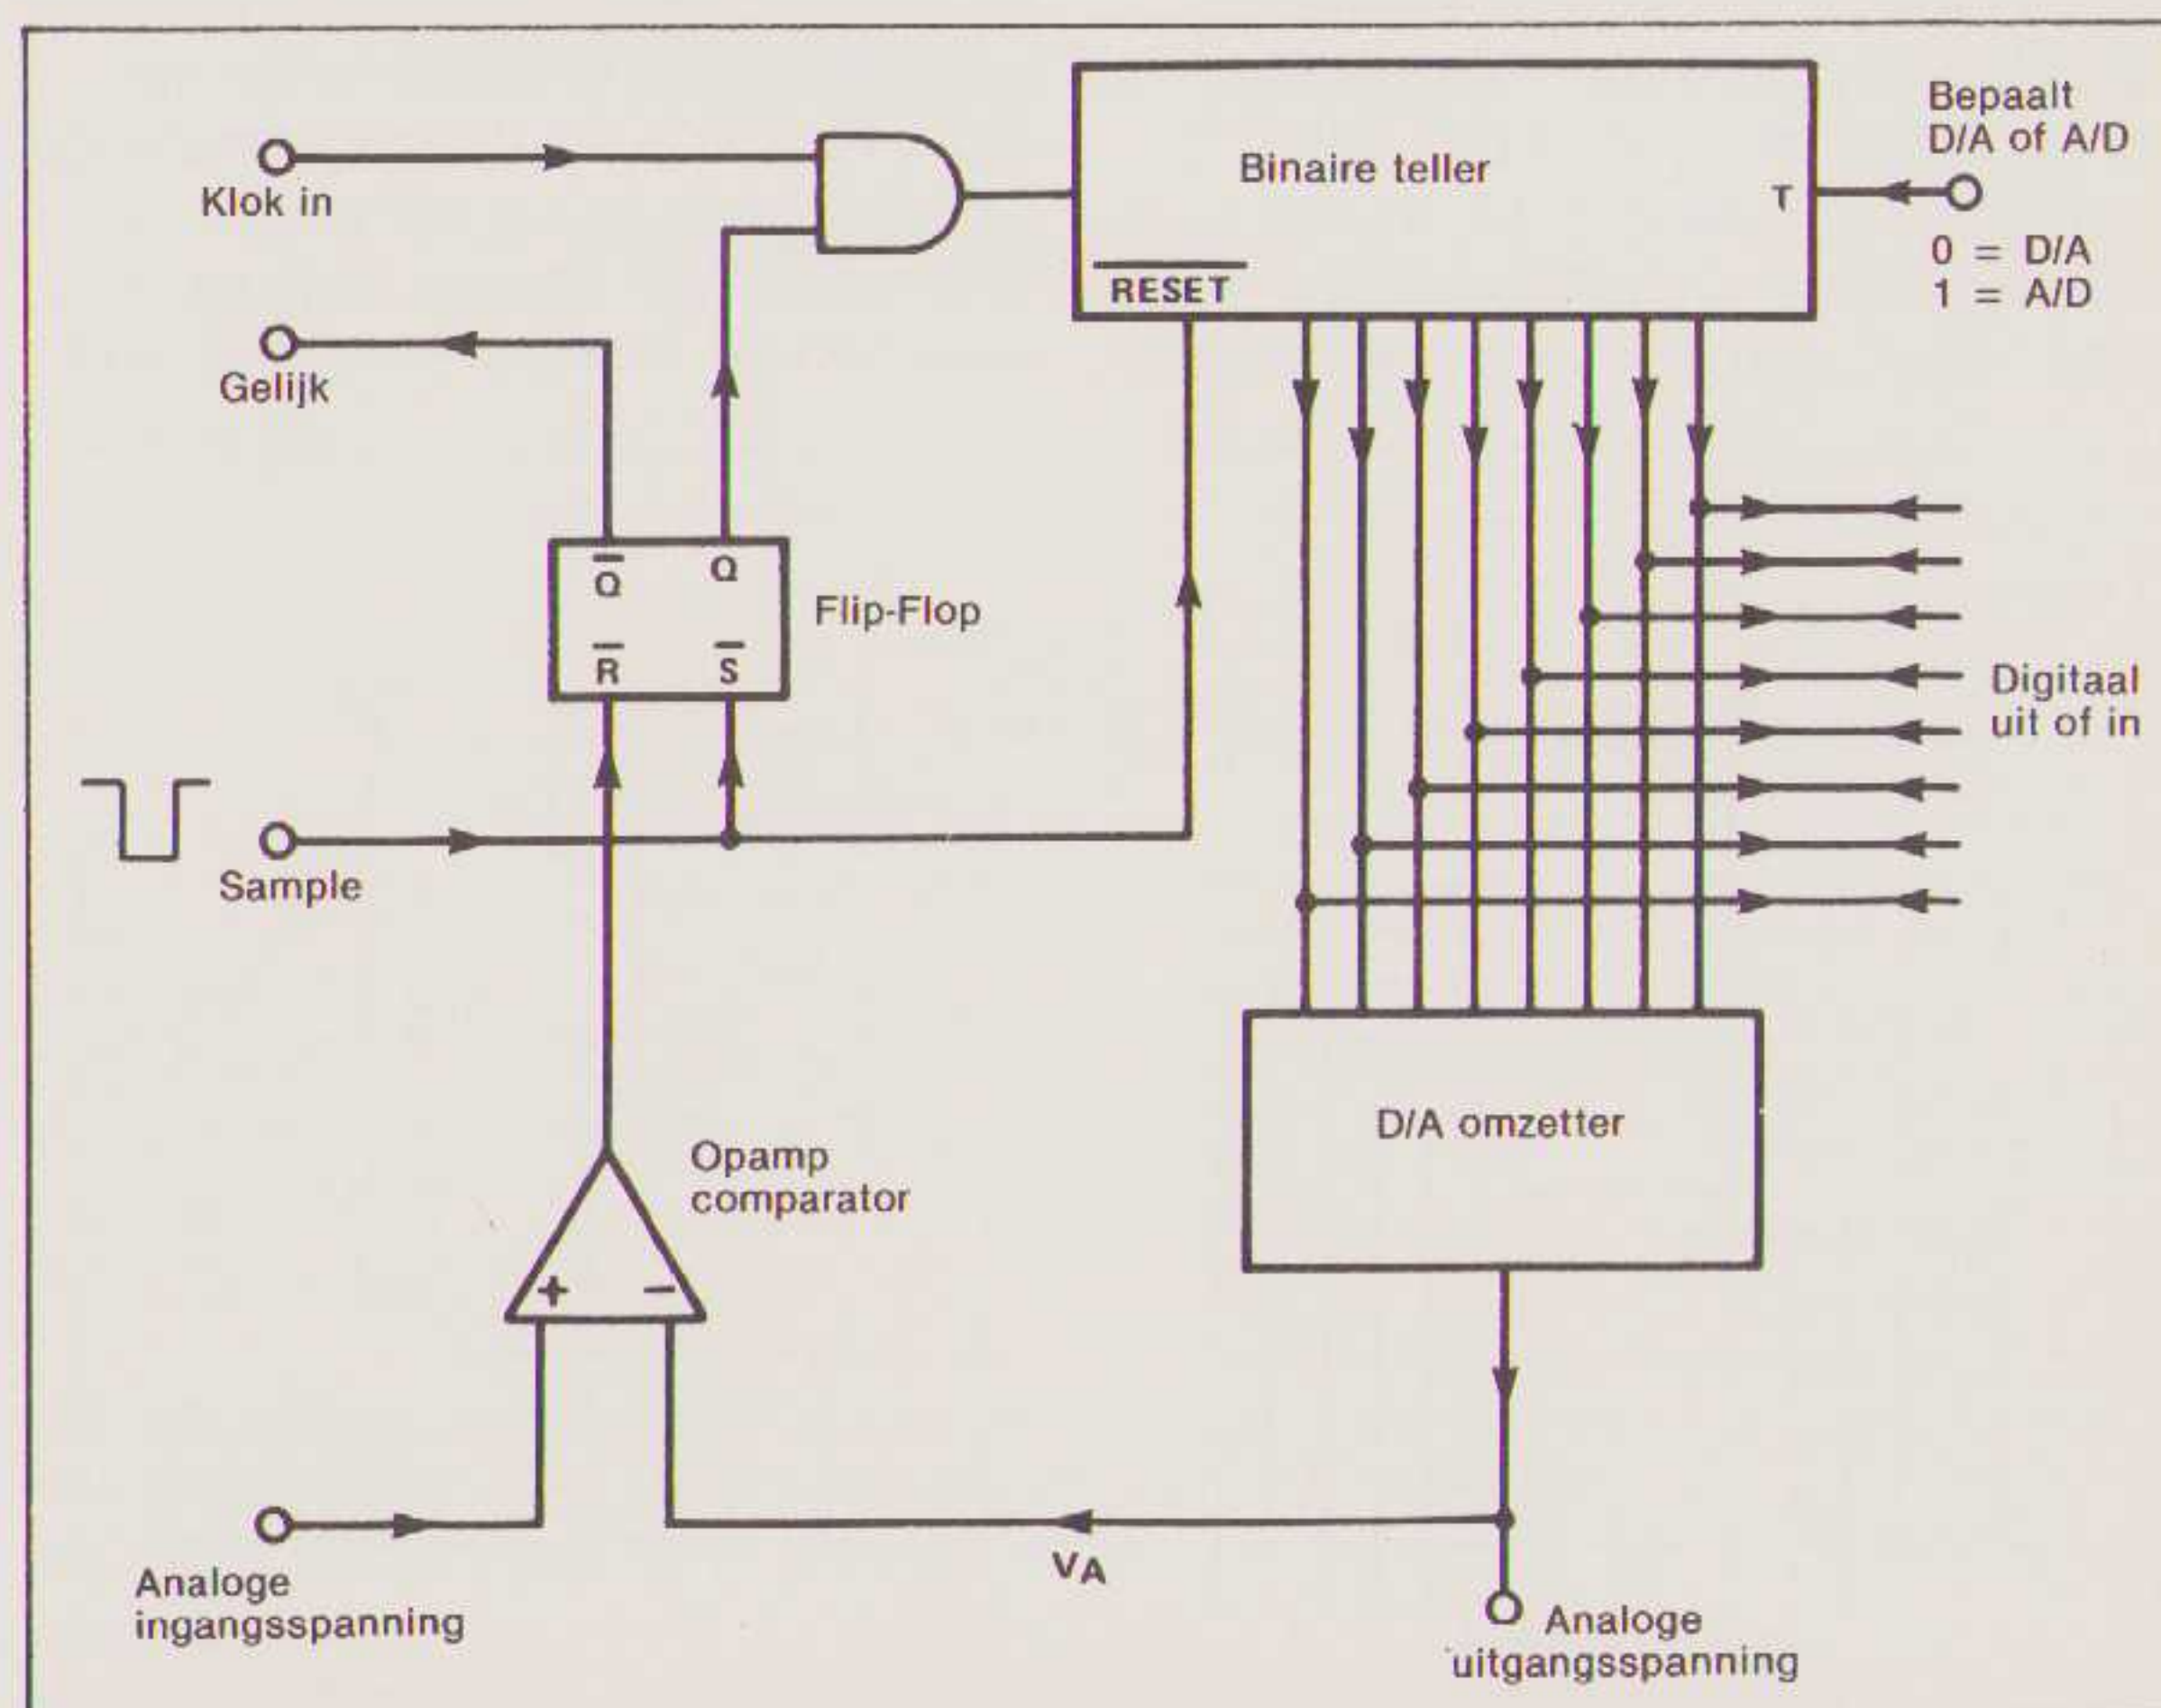 Bepaalt
D/A of A/D
Klok in
Binaire teller
T
0 = D/A
1 = A/D
R̅E̅S̅E̅T̅
Gelijk
Q̅ Q
Flip-Flop
R̅ S̅
Digitaal
uit of in
Sample
Opamp
comparator
D/A omzetter
+ −
VA
Analoge
ingangsspanning
Analoge
uitgangsspanning